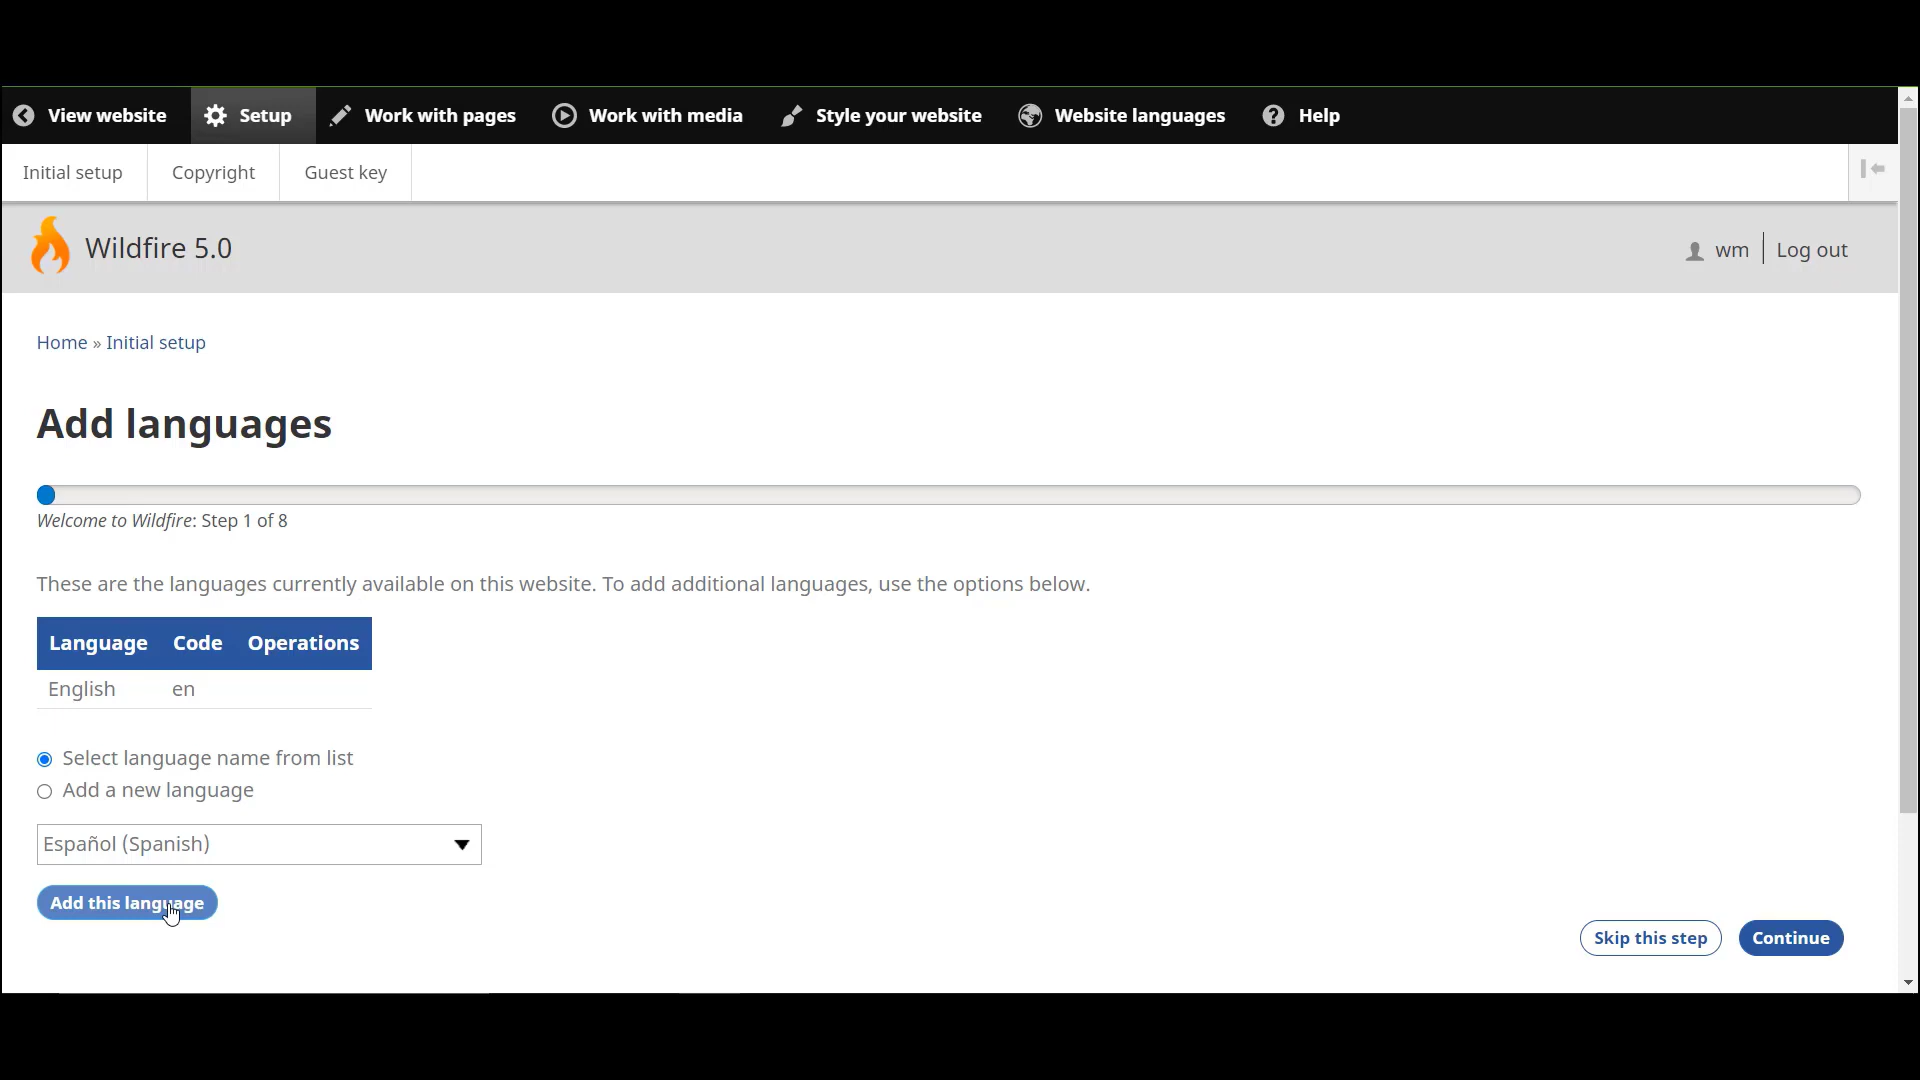 View website Setup Work with pages Work with media Style your website Website languages Help
Initial setup Copyright Guest key
Wildfire 5.0 wm Log out
Home » Initial setup
Add languages
Welcome to Wildfire: Step 1 of 8
These are the languages currently available on this website. To add additional languages, use the options below.
Language Code Operations
English en
Select language name from list
Add a new language
Español (Spanish)
Add this language
Skip this step Continue